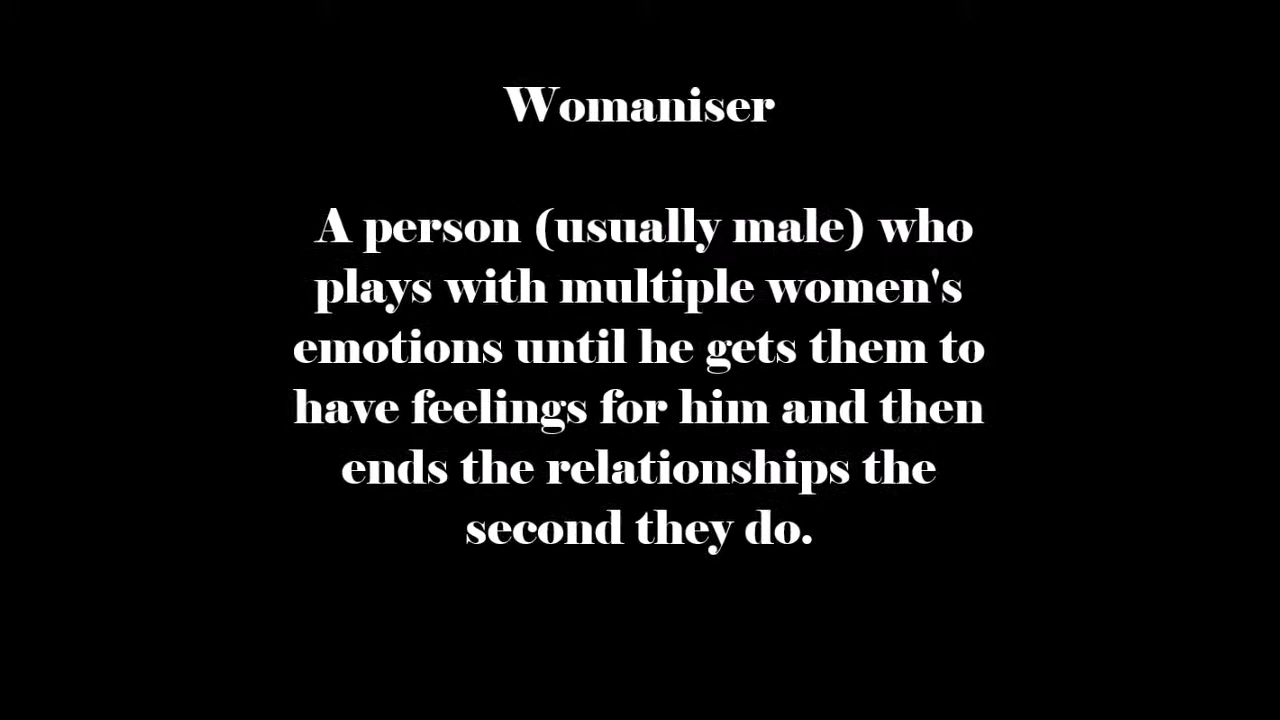 Womaniser
A person (usually male) who
plays with multiple women's
emotions until he gets them to
have feelings for him and then
ends the relationships the
second they do.